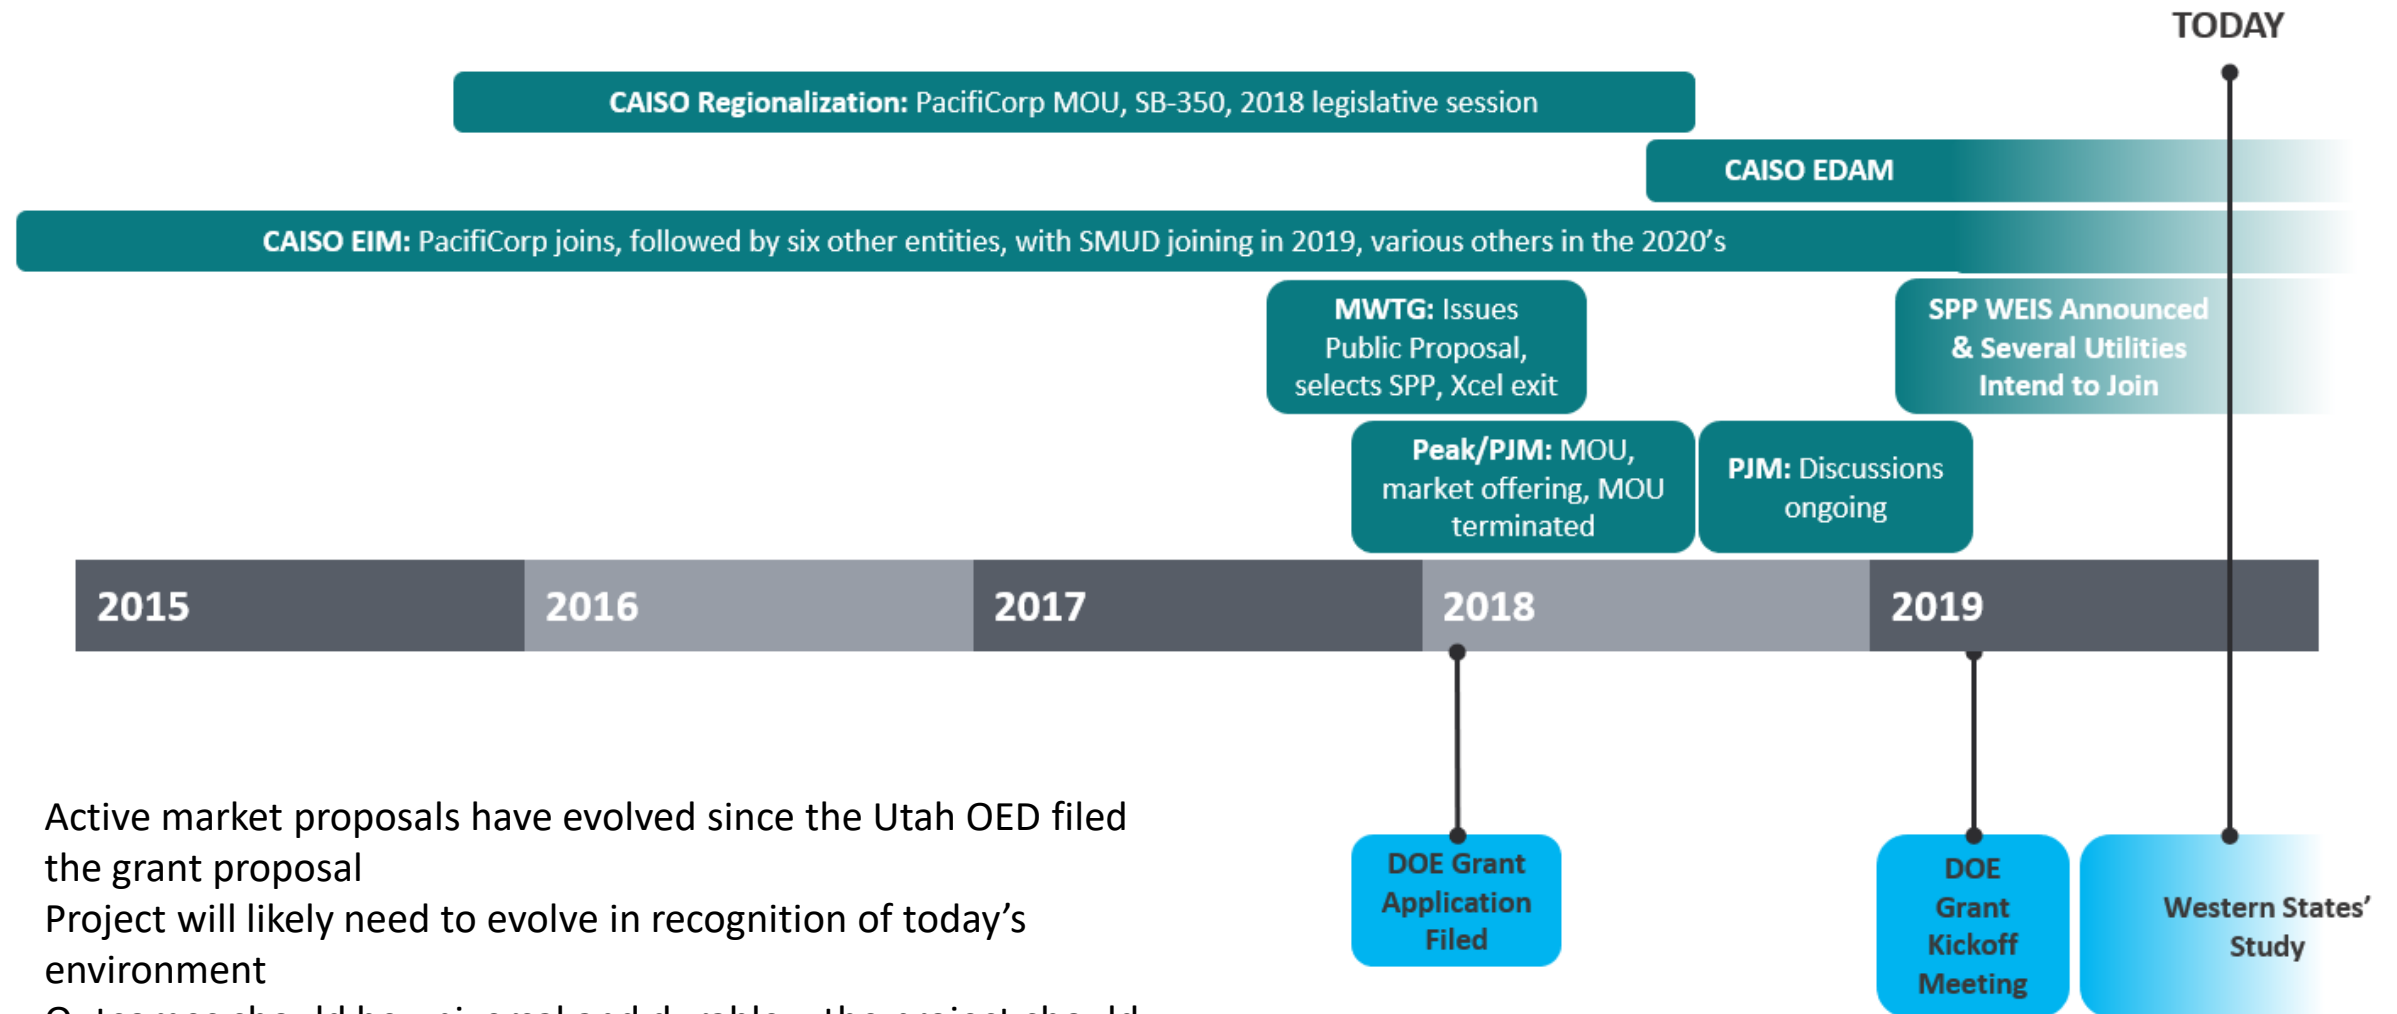 TODAY
CAISO Regionalization: PacifiCorp MOU, SB-350, 2018 legislative session
CAISO EDAM
CAISO EIM: PacifiCorp joins, followed by six other entities, with SMUD joining in 2019, various others in the 2020’s
MWTG: Issues
Public Proposal,
selects SPP, Xcel exit
SPP WEIS Announced
& Several Utilities
Intend to Join
Peak/PJM: MOU,
market offering, MOU
terminated
PJM: Discussions
ongoing
2015
2016
2017
2018
2019
Active market proposals have evolved since the Utah OED filed
the grant proposal
Project will likely need to evolve in recognition of today’s
environment
DOE Grant
Application
Filed
DOE
Grant
Kickoff
Meeting
Western States’
Study